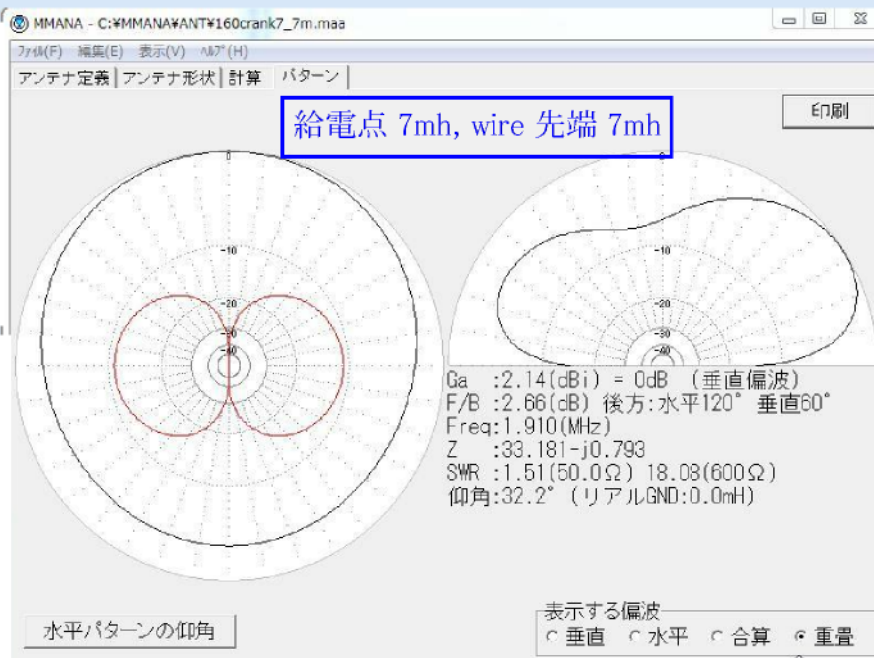 MMANA - C:¥MMANA¥ANT¥160crank7_7m.maa
ﾌｧｲﾙ(F) 編集(E) 表示(V) ﾍﾙﾌﾟ(H)
アンテナ定義 アンテナ形状 計算 パターン
給電点 7mh, wire 先端 7mh
印刷
0
-10
-20
-30
-40
0
-10
-20
-30
-40
Ga :2.14(dBi) = 0dB (垂直偏波)
F/B :2.66(dB) 後方:水平120° 垂直60°
Freq:1.910(MHz)
Z :33.181-j0.793
SWR :1.51(50.0Ω) 18.08(600Ω)
仰角:32.2° (リアルGND:0.0mH)
水平パターンの仰角
表示する偏波
垂直 水平 合算 重畳